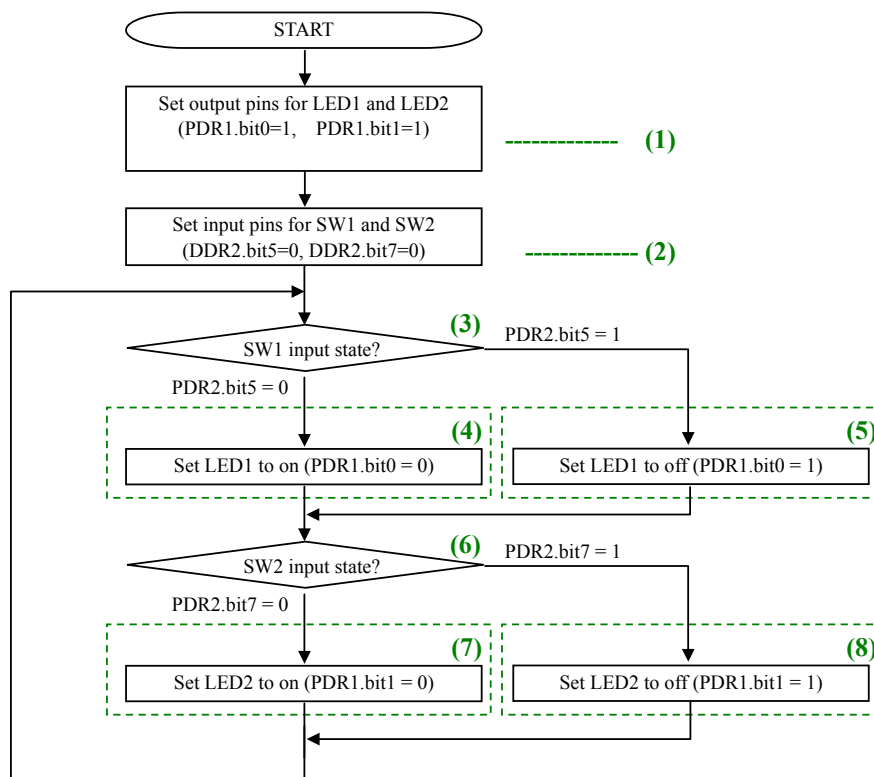 START
Set output pins for LED1 and LED2
(PDR1.bit0=1, PDR1.bit1=1)
(1)
Set input pins for SW1 and SW2
(DDR2.bit5=0, DDR2.bit7=0)
(2)
(3)
SW1 input state?
PDR2.bit5 = 1
PDR2.bit5 = 0
(4)
Set LED1 to on (PDR1.bit0 = 0)
(5)
Set LED1 to off (PDR1.bit0 = 1)
(6)
SW2 input state?
PDR2.bit7 = 1
PDR2.bit7 = 0
(7)
Set LED2 to on (PDR1.bit1 = 0)
(8)
Set LED2 to off (PDR1.bit1 = 1)